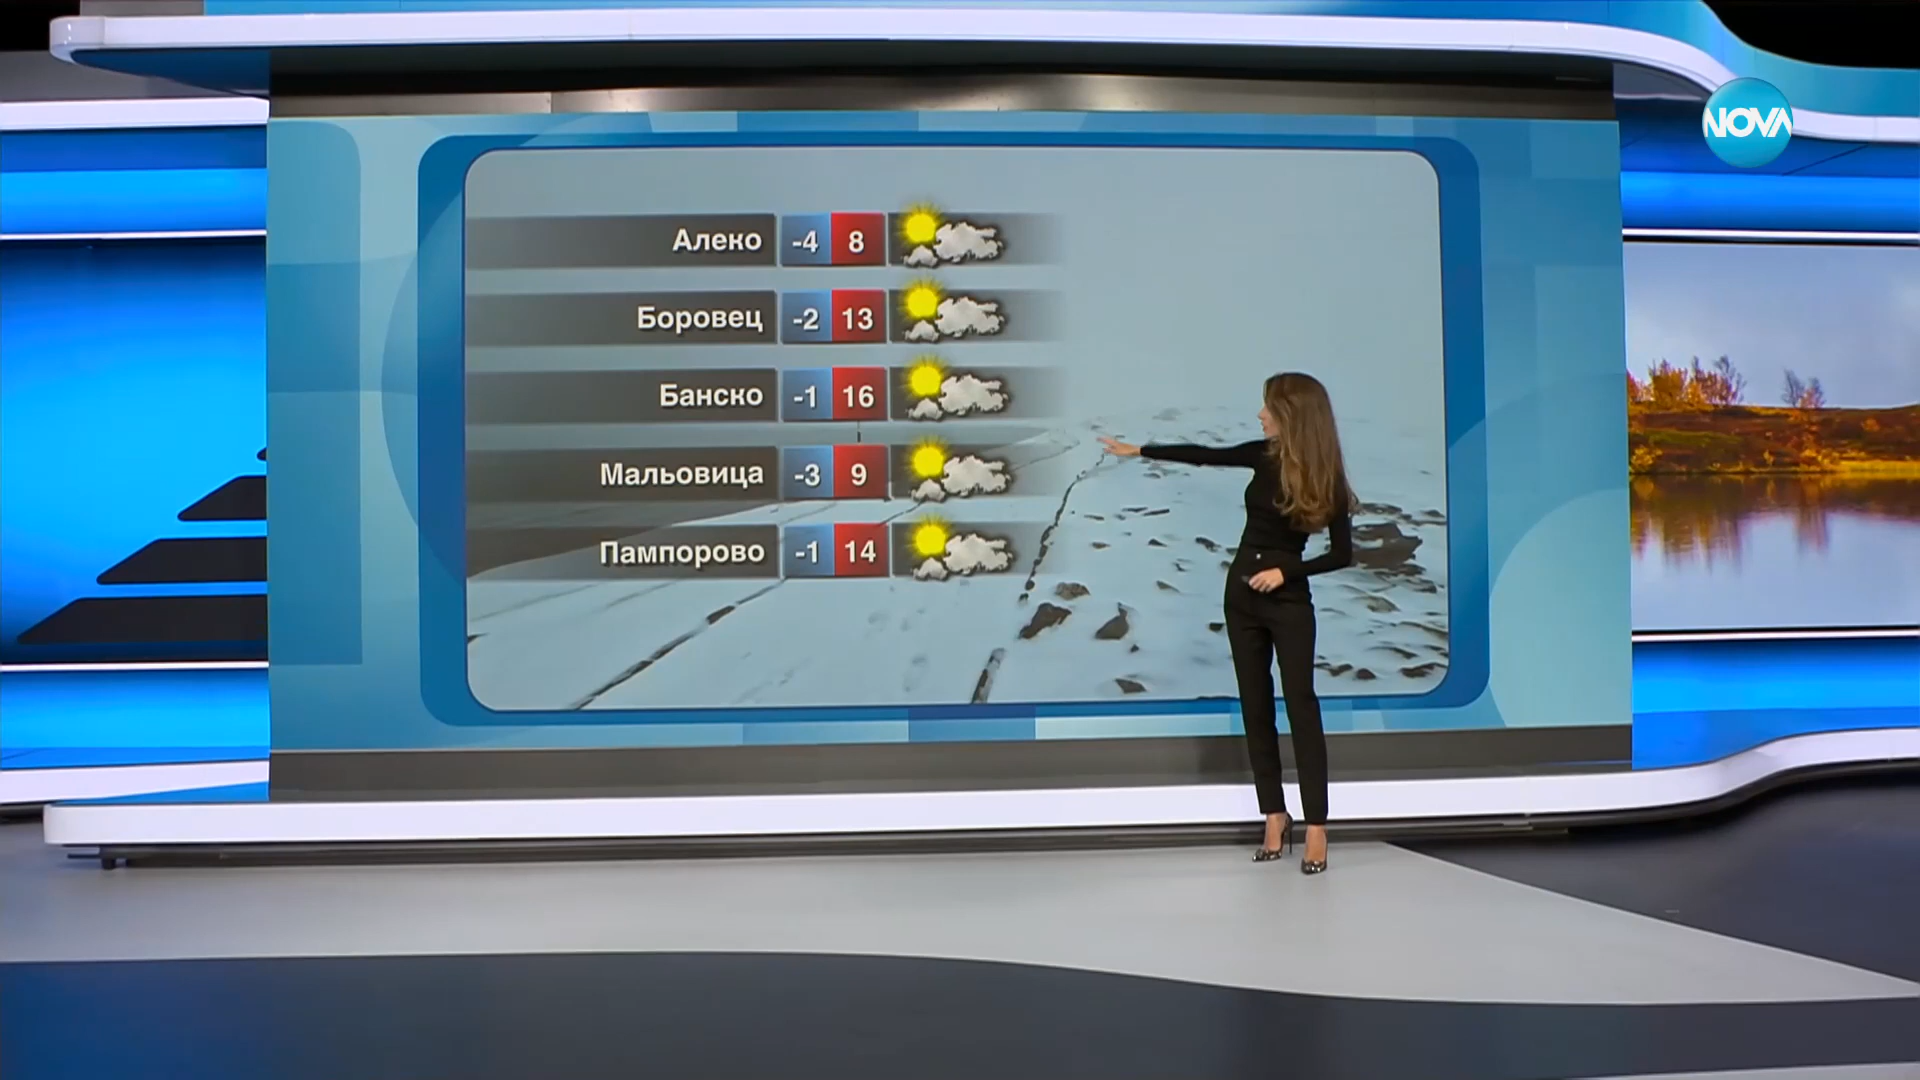 NOVA
Алеко -4 8
Боровец -2 13
Банско -1 16
Мальовица -3 9
Пампорово -1 14